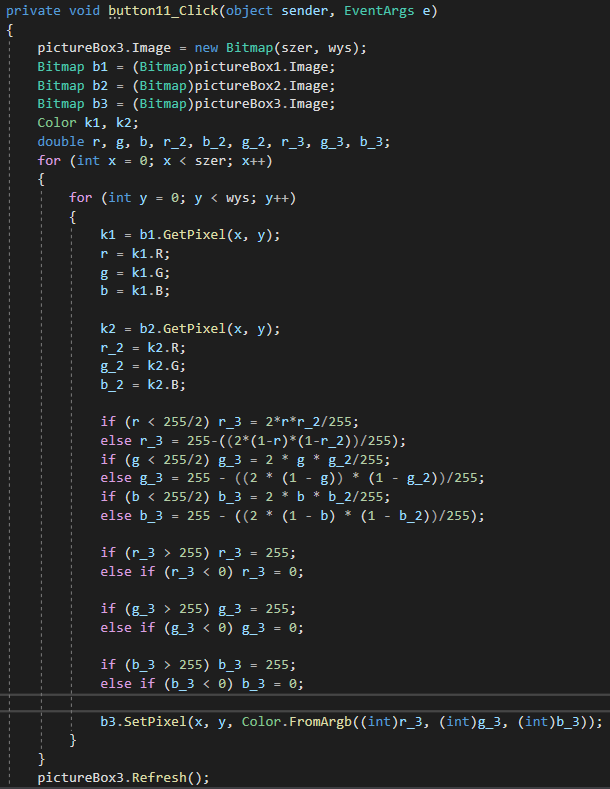 private void button11_Click(object sender, EventArgs e)
{
pictureBox3.Image = new Bitmap(szer, wys);
Bitmap b1 = (Bitmap)pictureBox1.Image;
Bitmap b2 = (Bitmap)pictureBox2.Image;
Bitmap b3 = (Bitmap)pictureBox3.Image;
Color k1, k2;
double r, g, b, r_2, b_2, g_2, r_3, g_3, b_3;
for (int x = 0; x < szer; x++)
{
for (int y = 0; y < wys; y++)
{
k1 = b1.GetPixel(x, y);
r = k1.R;
g = k1.G;
b = k1.B;
k2 = b2.GetPixel(x, y);
r_2 = k2.R;
g_2 = k2.G;
b_2 = k2.B;
if (r < 255/2) r_3 = 2*r*r_2/255;
else r_3 = 255-((2*(1-r)*(1-r_2))/255);
if (g < 255/2) g_3 = 2 * g * g_2/255;
else g_3 = 255 - ((2 * (1 - g)) * (1 - g_2))/255;
if (b < 255/2) b_3 = 2 * b * b_2/255;
else b_3 = 255 - ((2 * (1 - b) * (1 - b_2))/255);
if (r_3 > 255) r_3 = 255;
else if (r_3 < 0) r_3 = 0;
if (g_3 > 255) g_3 = 255;
else if (g_3 < 0) g_3 = 0;
if (b_3 > 255) b_3 = 255;
else if (b_3 < 0) b_3 = 0;
b3.SetPixel(x, y, Color.FromArgb((int)r_3, (int)g_3, (int)b_3));
}
}
pictureBox3.Refresh();